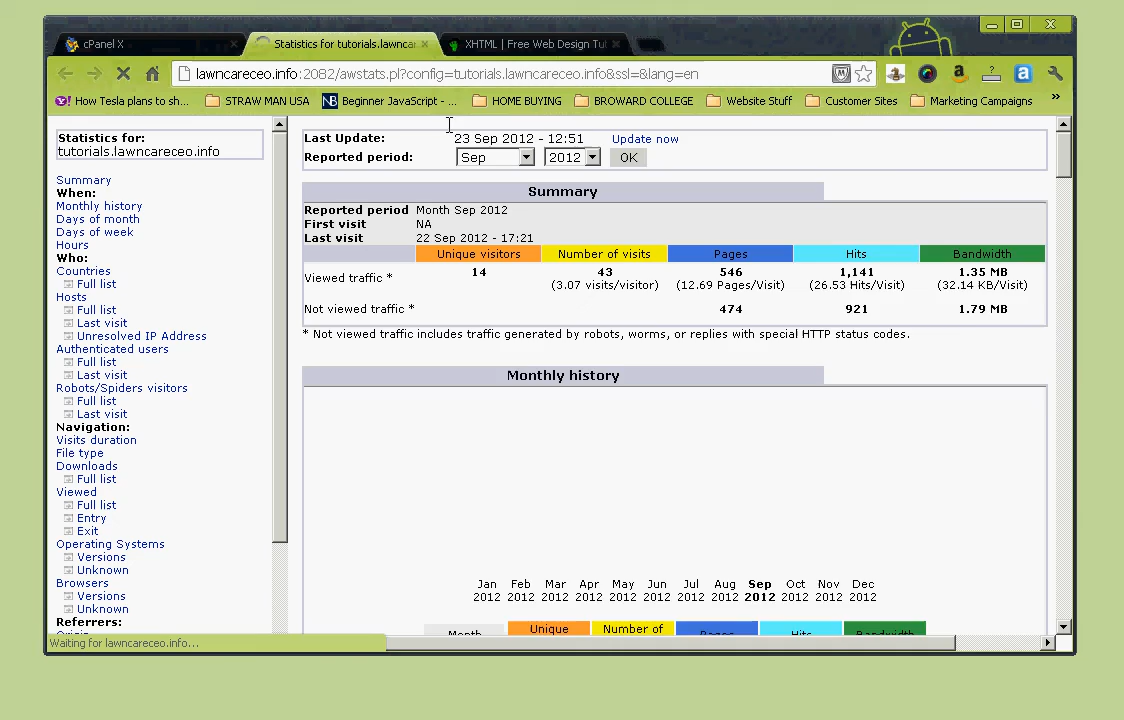 cPanel X
Statistics for tutorials.lawncar
XHTML | Free Web Design Tut
lawncareceo.info:2082/awstats.pl?config=tutorials.lawncareceo.info&ssl=&lang=en
How Tesla plans to sh...
STRAW MAN USA
Beginner JavaScript - ...
HOME BUYING
BROWARD COLLEGE
Website Stuff
Customer Sites
Marketing Campaigns
»
Statistics for:
tutorials.lawncareceo.info
Summary
When:
Monthly history
Days of month
Days of week
Hours
Who:
Countries
Full list
Hosts
Full list
Last visit
Unresolved IP Address
Authenticated users
Full list
Last visit
Robots/Spiders visitors
Full list
Last visit
Navigation:
Visits duration
File type
Downloads
Full list
Viewed
Full list
Entry
Exit
Operating Systems
Versions
Unknown
Browsers
Versions
Unknown
Referrers:
Origin
Waiting for lawncareceo.info...
Last Update: 23 Sep 2012 - 12:51 Update now
Reported period: Sep 2012 OK
Summary
Reported period Month Sep 2012
First visit NA
Last visit 22 Sep 2012 - 17:21
Unique visitors Number of visits Pages Hits Bandwidth
Viewed traffic * 14 43 546 1,141 1.35 MB
(3.07 visits/visitor) (12.69 Pages/Visit) (26.53 Hits/Visit) (32.14 KB/Visit)
Not viewed traffic * 474 921 1.79 MB
* Not viewed traffic includes traffic generated by robots, worms, or replies with special HTTP status codes.
Monthly history
Jan Feb Mar Apr May Jun Jul Aug Sep Oct Nov Dec
2012 2012 2012 2012 2012 2012 2012 2012 2012 2012 2012 2012
Month Unique Number of Pages Hits Bandwidth